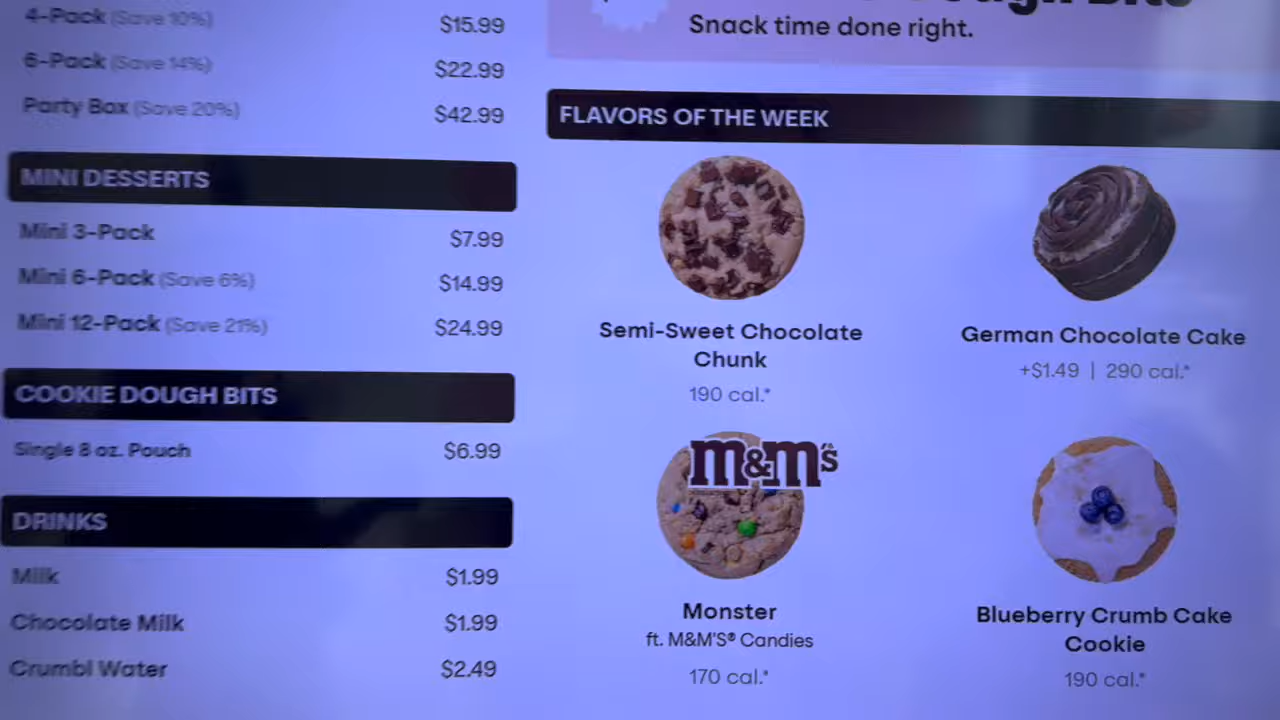 4-Pack (Save 10%) $15.99
6-Pack (Save 14%) $22.99
Party Box (Save 20%) $42.99
MINI DESSERTS
Mini 3-Pack $7.99
Mini 6-Pack (Save 6%) $14.99
Mini 12-Pack (Save 21%) $24.99
COOKIE DOUGH BITS
Single 8 oz. Pouch $6.99
DRINKS
Milk $1.99
Chocolate Milk $1.99
Crumbl Water $2.49
Snack time done right.
FLAVORS OF THE WEEK
Semi-Sweet Chocolate
Chunk
190 cal.*
German Chocolate Cake
+$1.49 | 290 cal.*
M&M'S
Monster
ft. M&M'S® Candies
170 cal.*
Blueberry Crumb Cake
Cookie
190 cal.*